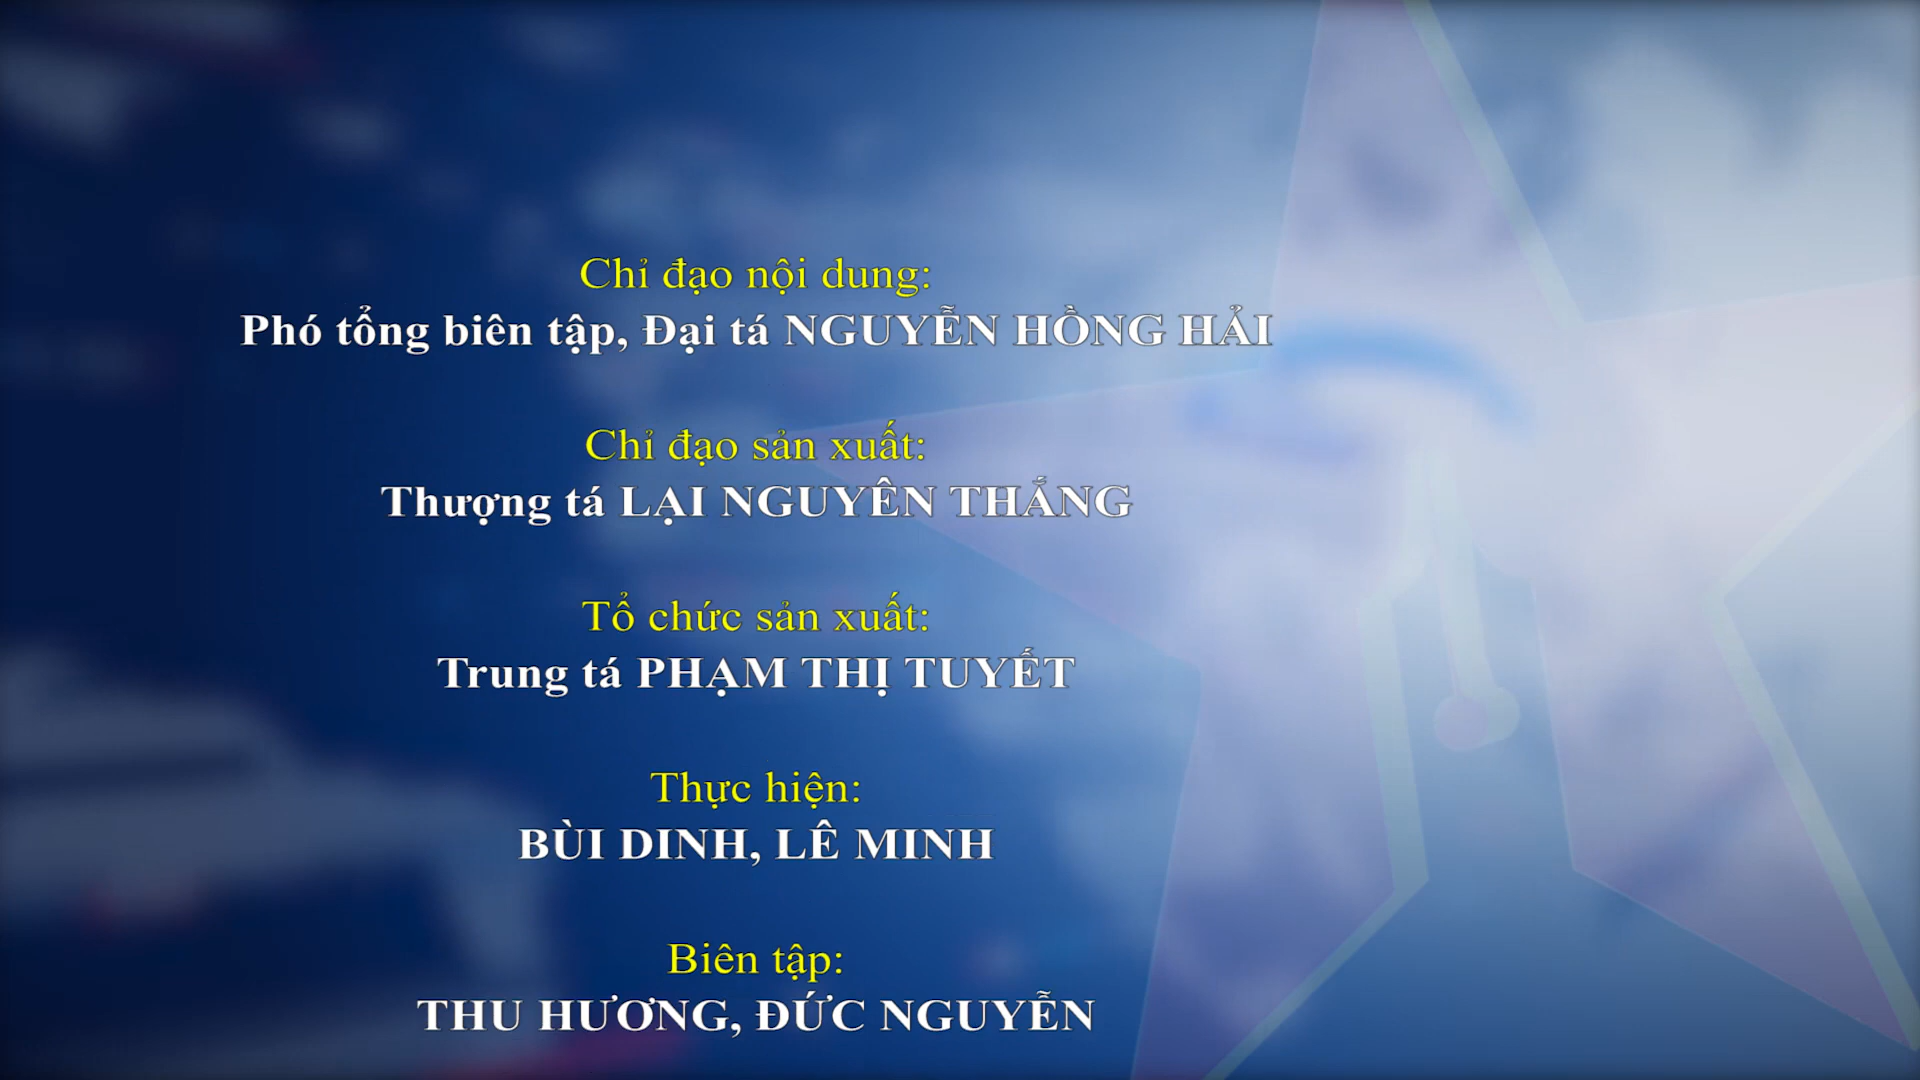 Chỉ đạo nội dung:
Phó tổng biên tập, Đại tá NGUYỄN HỒNG HẢI
Chỉ đạo sản xuất:
Thượng tá LẠI NGUYÊN THẮNG
Tổ chức sản xuất:
Trung tá PHẠM THỊ TUYẾT
Thực hiện:
BÙI DINH, LÊ MINH
Biên tập:
THU HƯƠNG, ĐỨC NGUYỄN